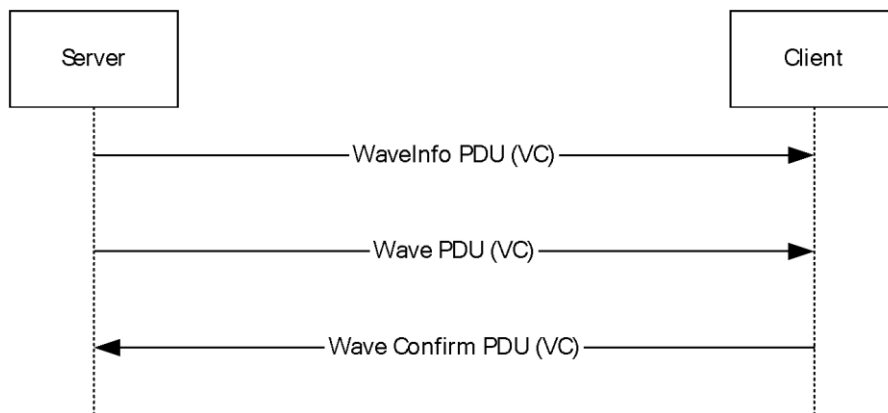 Server
Client
WaveInfo PDU (VC)
Wave PDU (VC)
Wave Confirm PDU (VC)